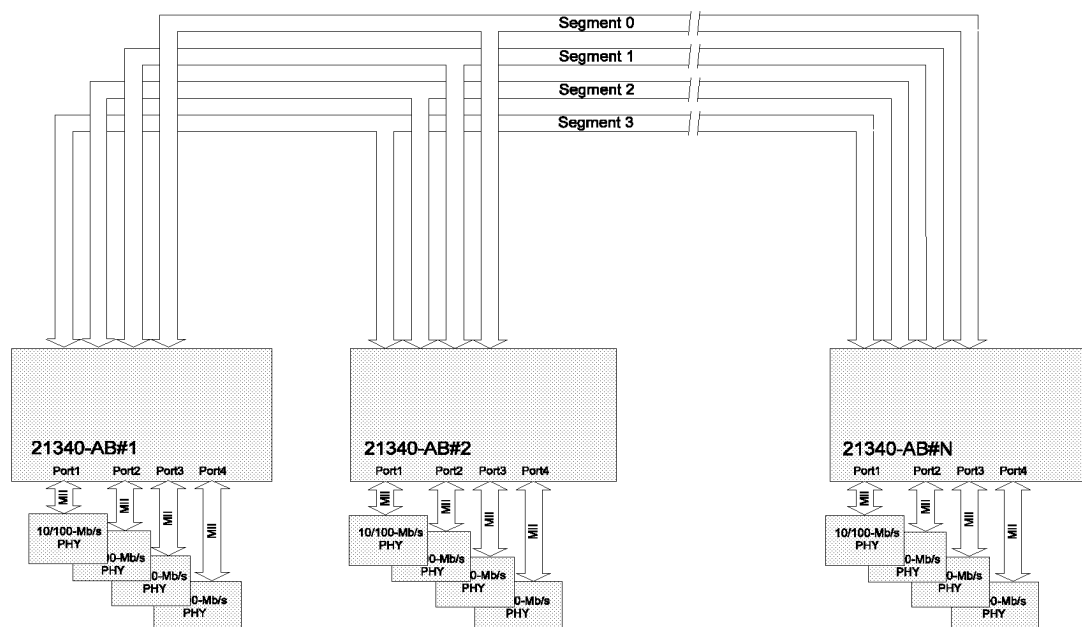 Segment 0
Segment 1
Segment 2
Segment 3
21340-AB#1
Port1 Port2 Port3 Port4
MII MII MII MII
10/100-Mb/s
PHY
00-Mb/s
PHY
0-Mb/s
PHY
0-Mb/s
PHY
21340-AB#2
Port1 Port2 Port3 Port4
MII MII MII MII
10/100-Mb/s
PHY
00-Mb/s
PHY
0-Mb/s
PHY
0-Mb/s
PHY
21340-AB#N
Port1 Port2 Port3 Port4
MII MII MII MII
10/100-Mb/s
PHY
00-Mb/s
PHY
0-Mb/s
PHY
0-Mb/s
PHY